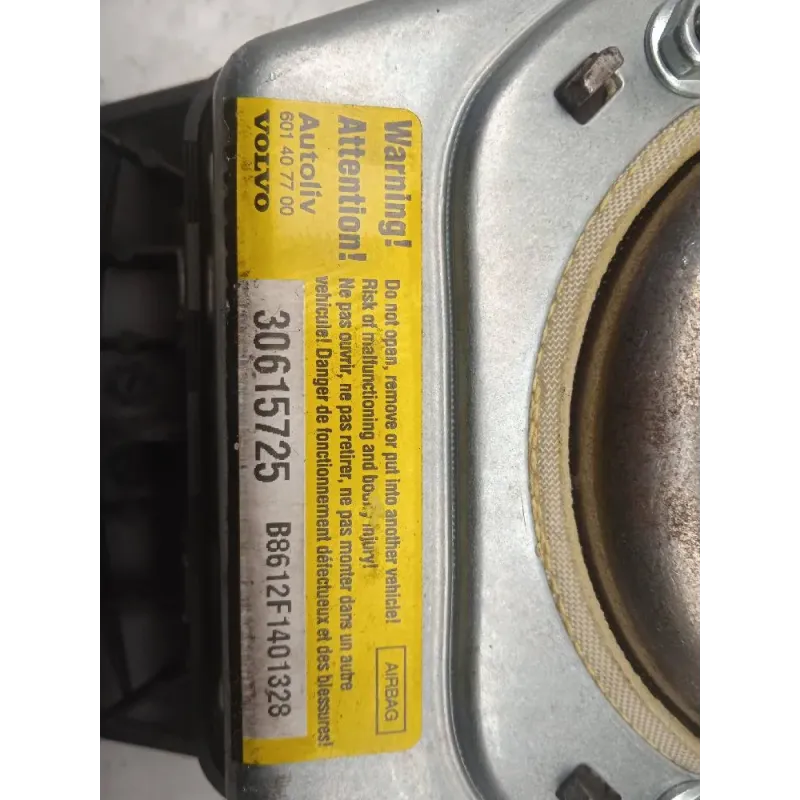 Warning!
Attention!
Autoliv
601 40 77 00
VOLVO
Do not open, remove or put into another vehicle!
Risk of malfunctioning and bodily injury!
Ne pas ouvrir, ne pas retirer, ne pas monter dans un autre
vehicule! Danger de fonctionnement défectueux et des blessures!
AIRBAG
30615725 B8612F1401328